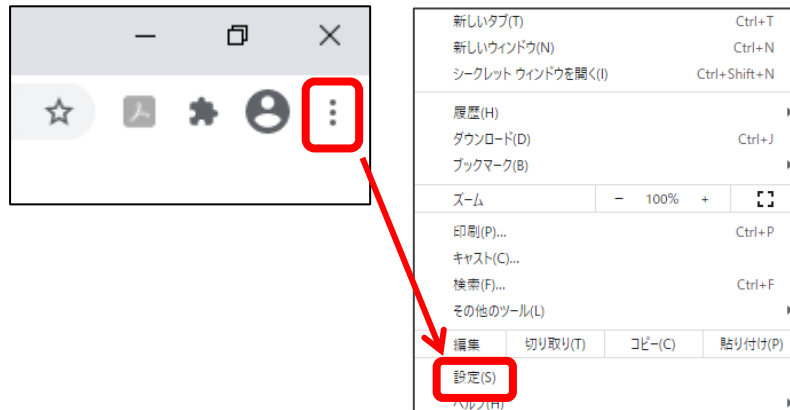 新しいタブ(T) Ctrl+T
新しいウィンドウ(N) Ctrl+N
シークレット ウィンドウを開く(I) Ctrl+Shift+N
履歴(H)
ダウンロード(D) Ctrl+J
ブックマーク(B)
ズーム − 100% +
印刷(P)... Ctrl+P
キャスト(C)...
検索(F)... Ctrl+F
その他のツール(L)
編集 切り取り(T) コピー(C) 貼り付け(P)
設定(S)
ヘルプ(H)